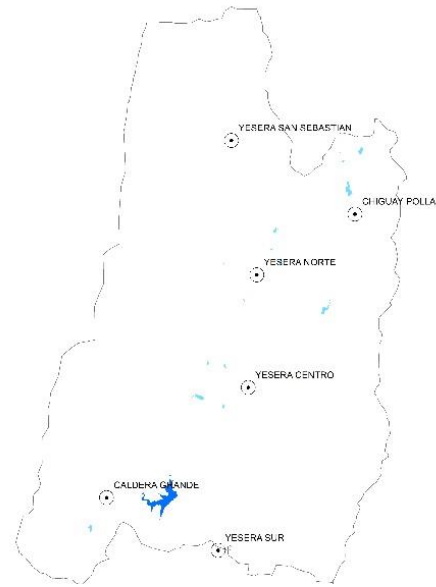 YESERA SAN SEBASTIAN
CHIGUAY POLLA
YESERA NORTE
YESERA CENTRO
CALDERA GRANDE
YESERA SUR